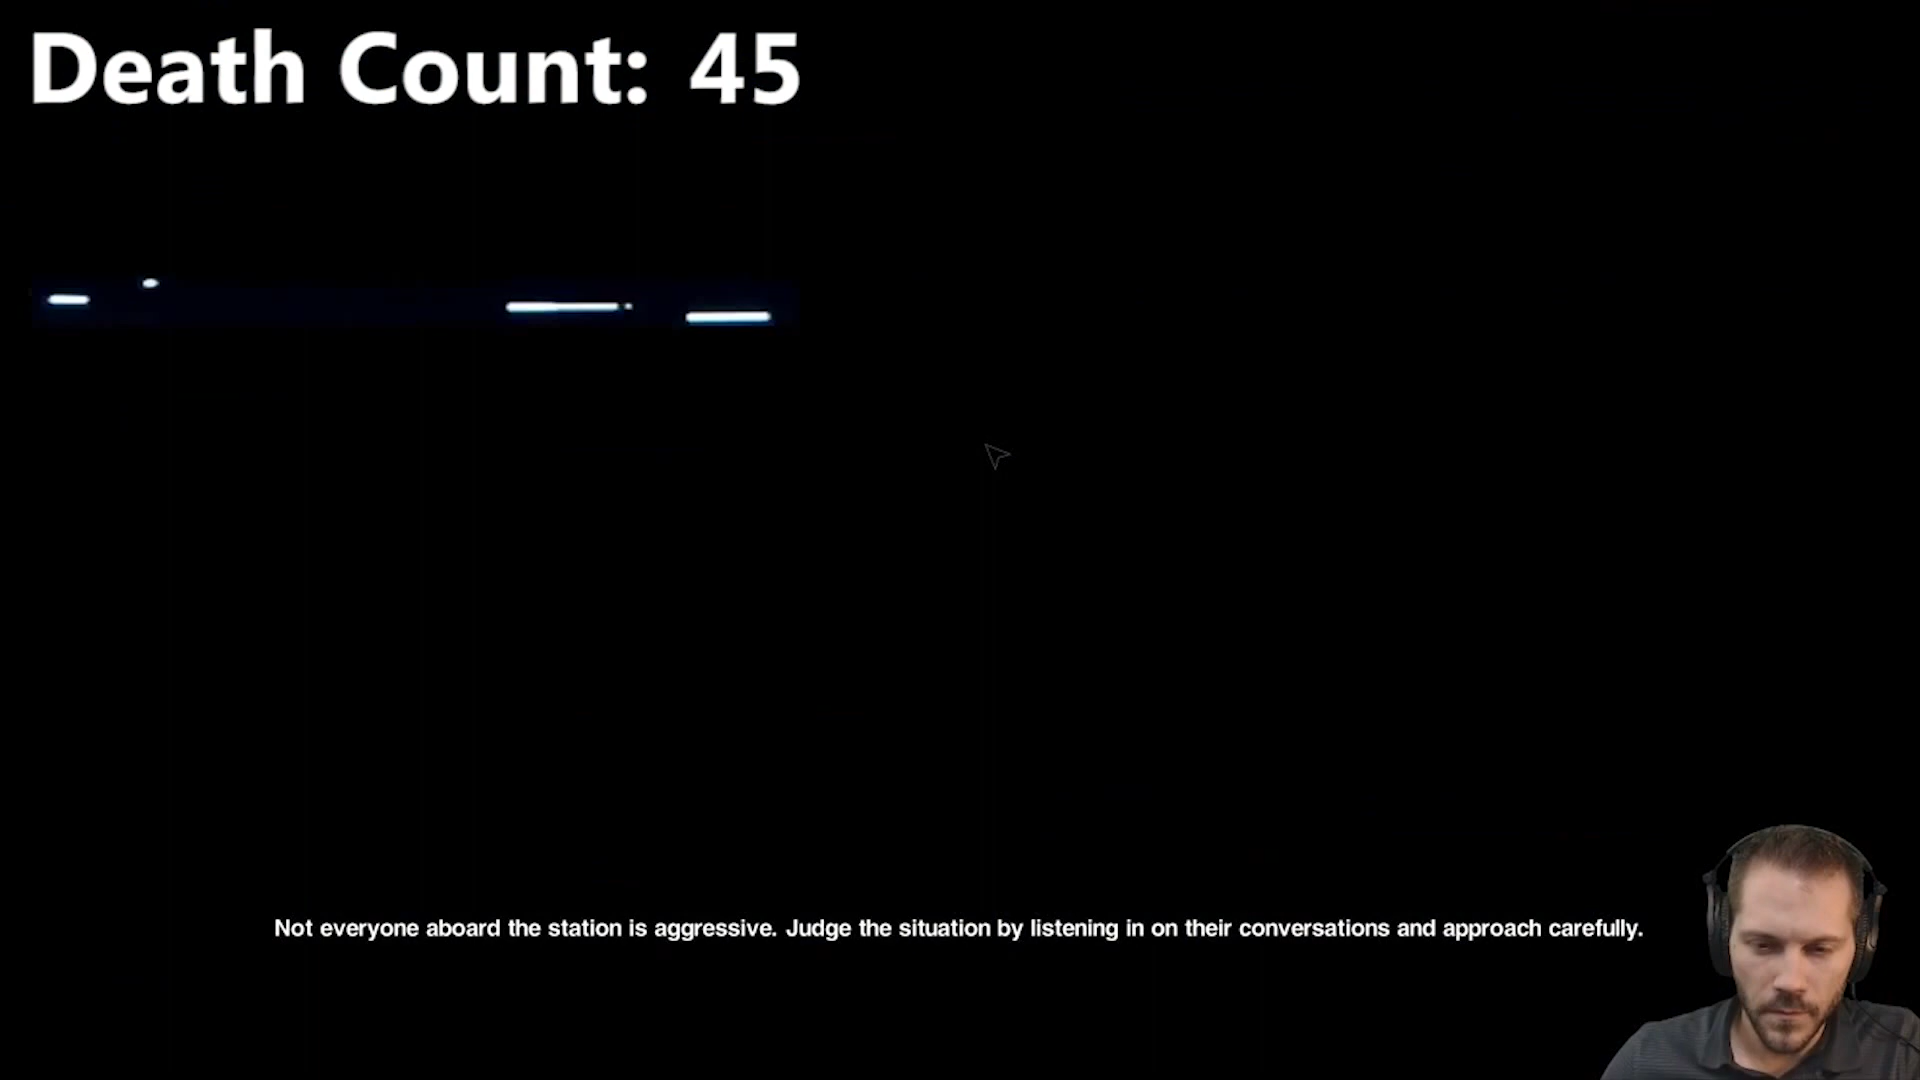 Death Count: 45
Not everyone aboard the station is aggressive. Judge the situation by listening in on their conversations and approach carefully.